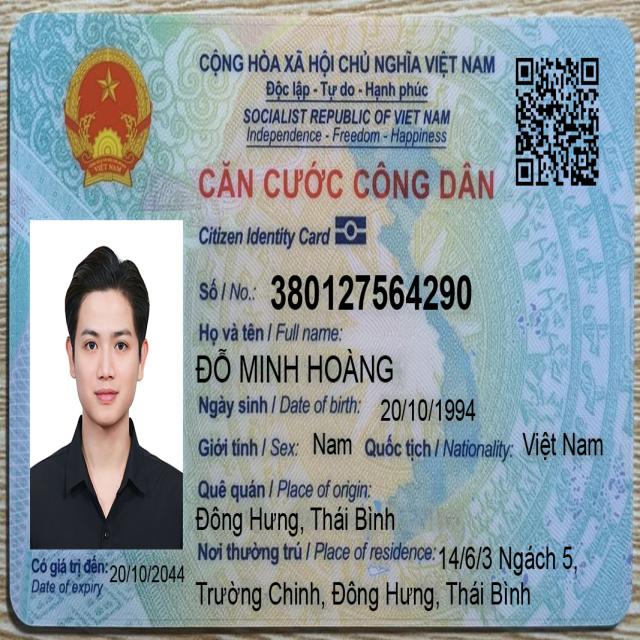 CỘNG HÒA XÃ HỘI CHỦ NGHĨA VIỆT NAM
Độc lập - Tự do - Hạnh phúc
SOCIALIST REPUBLIC OF VIET NAM
Independence - Freedom - Happiness
CĂN CƯỚC CÔNG DÂN
Citizen Identity Card
VIỆT NAM
Số / No.: 380127564290
Họ và tên / Full name:
ĐỖ MINH HOÀNG
Ngày sinh / Date of birth: 20/10/1994
Giới tính / Sex: Nam Quốc tịch / Nationality: Việt Nam
Quê quán / Place of origin:
Đông Hưng, Thái Bình
Nơi thường trú / Place of residence: 14/6/3 Ngách 5,
Trường Chinh, Đông Hưng, Thái Bình
Có giá trị đến: 20/10/2044
Date of expiry